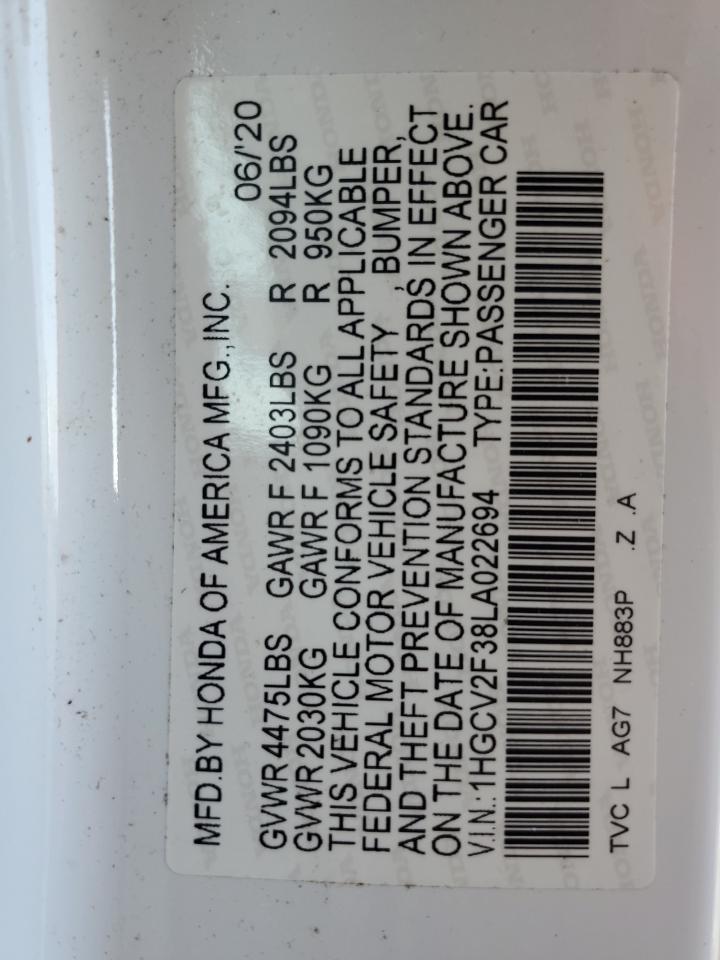 MFD.BY HONDA OF AMERICA MFG.,INC. 06/'20
GVWR 4475LBS GAWR F 2403LBS R 2094LBS
GVWR 2030KG GAWR F 1090KG R 950KG
THIS VEHICLE CONFORMS TO ALL APPLICABLE
FEDERAL MOTOR VEHICLE SAFETY , BUMPER,
AND THEFT PREVENTION STANDARDS IN EFFECT
ON THE DATE OF MANUFACTURE SHOWN ABOVE.
V.I.N.:1HGCV2F38LA022694 TYPE:PASSENGER CAR
TVC L AG7 NH883P .Z .A